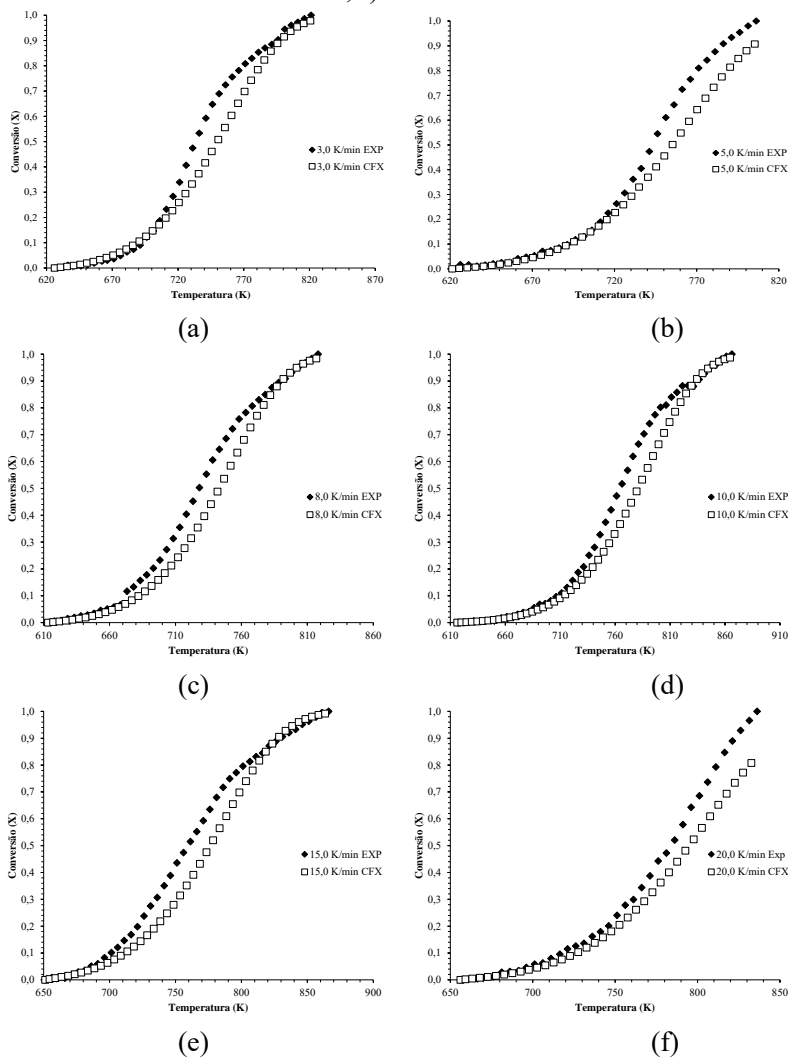 1,0
0,9
0,8
0,7
0,6
0,5
0,4
0,3
0,2
0,1
0,0
Conversão (X)
3,0 K/min EXP
3,0 K/min CFX
620 670 720 770 820 870
Temperatura (K)
(a)
1,0
0,9
0,8
0,7
0,6
0,5
0,4
0,3
0,2
0,1
0,0
Conversão (X)
5,0 K/min EXP
5,0 K/min CFX
620 670 720 770 820
Temperatura (K)
(b)
1,0
0,9
0,8
0,7
0,6
0,5
0,4
0,3
0,2
0,1
0,0
Conversão (X)
8,0 K/min EXP
8,0 K/min CFX
610 660 710 760 810 860
Temperatura (K)
(c)
1,0
0,9
0,8
0,7
0,6
0,5
0,4
0,3
0,2
0,1
0,0
Conversão (X)
10,0 K/min EXP
10,0 K/min CFX
610 660 710 760 810 860 910
Temperatura (K)
(d)
1,0
0,9
0,8
0,7
0,6
0,5
0,4
0,3
0,2
0,1
0,0
Conversão (X)
15,0 K/min EXP
15,0 K/min CFX
650 700 750 800 850 900
Temperatura (K)
(e)
1,0
0,9
0,8
0,7
0,6
0,5
0,4
0,3
0,2
0,1
0,0
Conversão (X)
20,0 K/min Exp
20,0 K/min CFX
650 700 750 800 850
Temperatura (K)
(f)